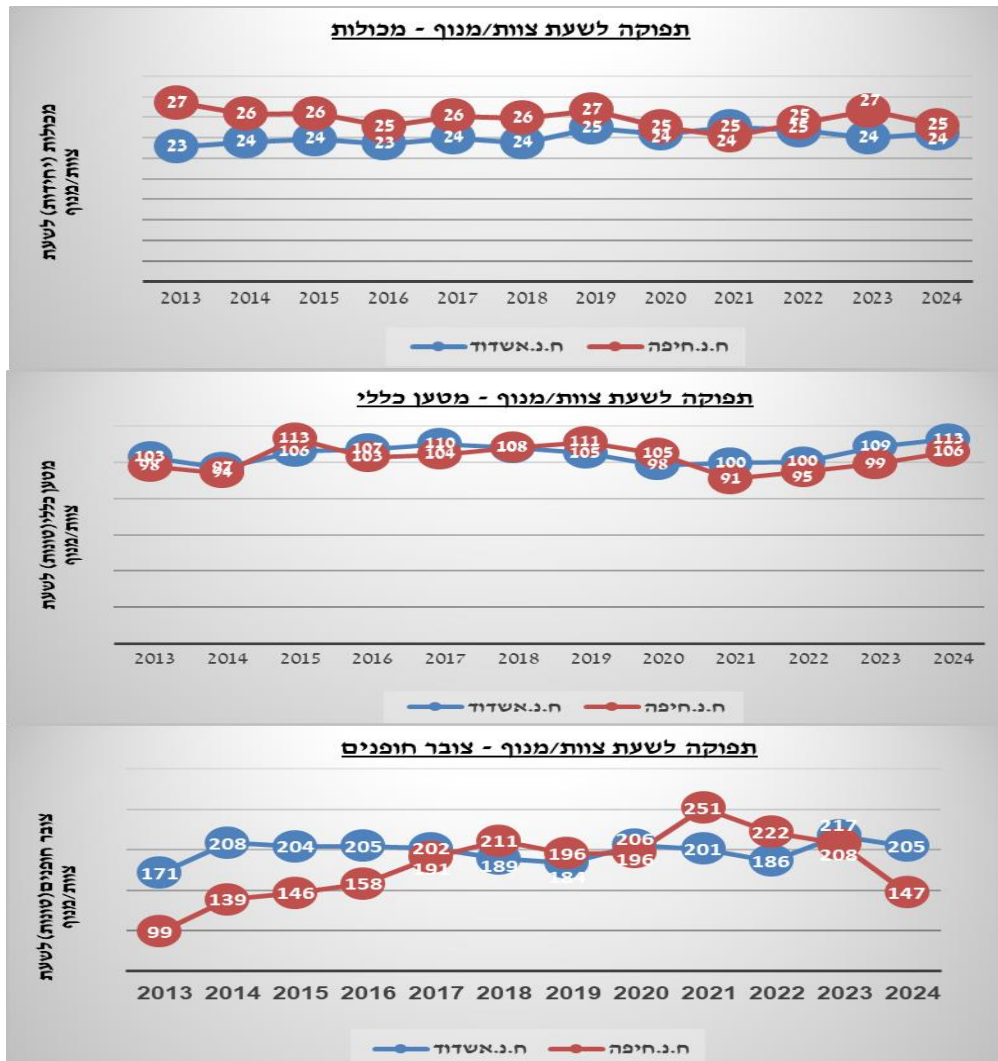 תפוקה לשעת צוות/מנוף - מכולות
מכולות (יחידות) לשעת
צוות/מנוף
27 26 26 25 26 26 27 25 25 25 27 25
23 24 24 23 24 24 25 24 24 25 24 24
2013 2014 2015 2016 2017 2018 2019 2020 2021 2022 2023 2024
ח.נ.אשדוד ח.נ.חיפה
תפוקה לשעת צוות/מנוף - מטען כללי
מטען כללי(טונות) לשעת
צוות/מנוף
103 97 113 107 110 108 111 105 100 100 109 113
98 94 106 103 104 105 98 91 95 99 106
2013 2014 2015 2016 2017 2018 2019 2020 2021 2022 2023 2024
ח.נ.אשדוד ח.נ.חיפה
תפוקה לשעת צוות/מנוף - צובר חופנים
צובר חופנים(טונות) לשעת
צוות/מנוף
171 208 204 205 202 211 196 206 251 222 217 205
99 139 146 158 191 189 184 196 201 186 208 147
2013 2014 2015 2016 2017 2018 2019 2020 2021 2022 2023 2024
ח.נ.אשדוד ח.נ.חיפה